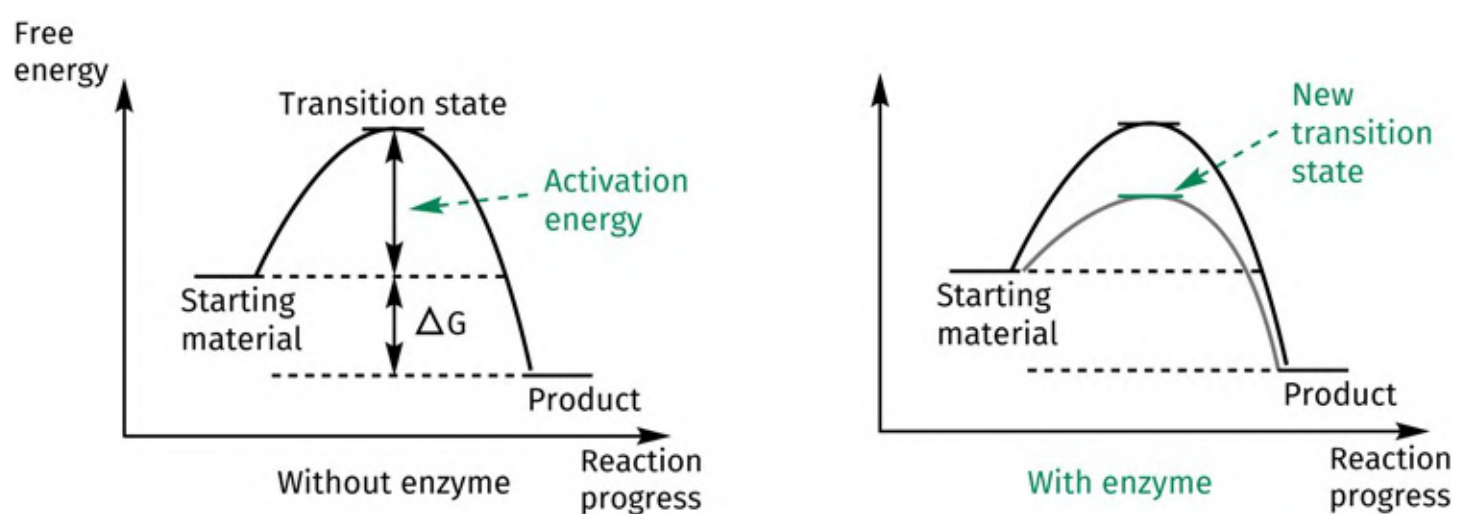 Free
energy
Transition state
Activation
energy
Starting
material
△G
Product
Reaction
progress
Without enzyme
New
transition
state
Starting
material
Product
Reaction
progress
With enzyme